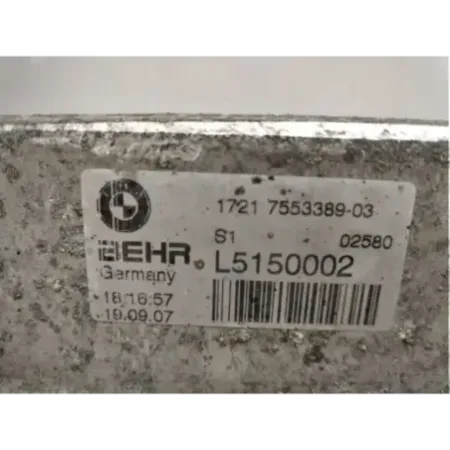 1721 7553389-03
S1 02580
BEHR L5150002
Germany
18:16:57
19.09.07